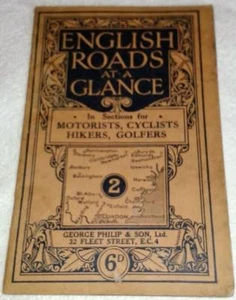 ENGLISH
ROADS
AT A
GLANCE
In Sections for
MOTORISTS, CYCLISTS
HIKERS, GOLFERS
2
LONDON
GEORGE PHILIP & SON, Ltd.
32 FLEET STREET, E.C.4
6D